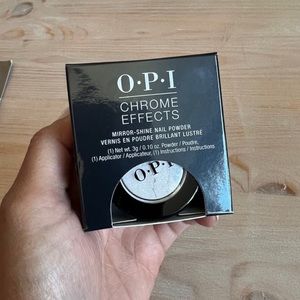 O·P·I
CHROME
EFFECTS
MIRROR-SHINE NAIL POWDER
VERNIS EN POUDRE BRILLANT LUSTRE
(1) Net wt. 3g / 0.10 oz. Powder / Poudre,
(1) Applicator / Applicateur, (1) Instructions / Instructions
O·P·I